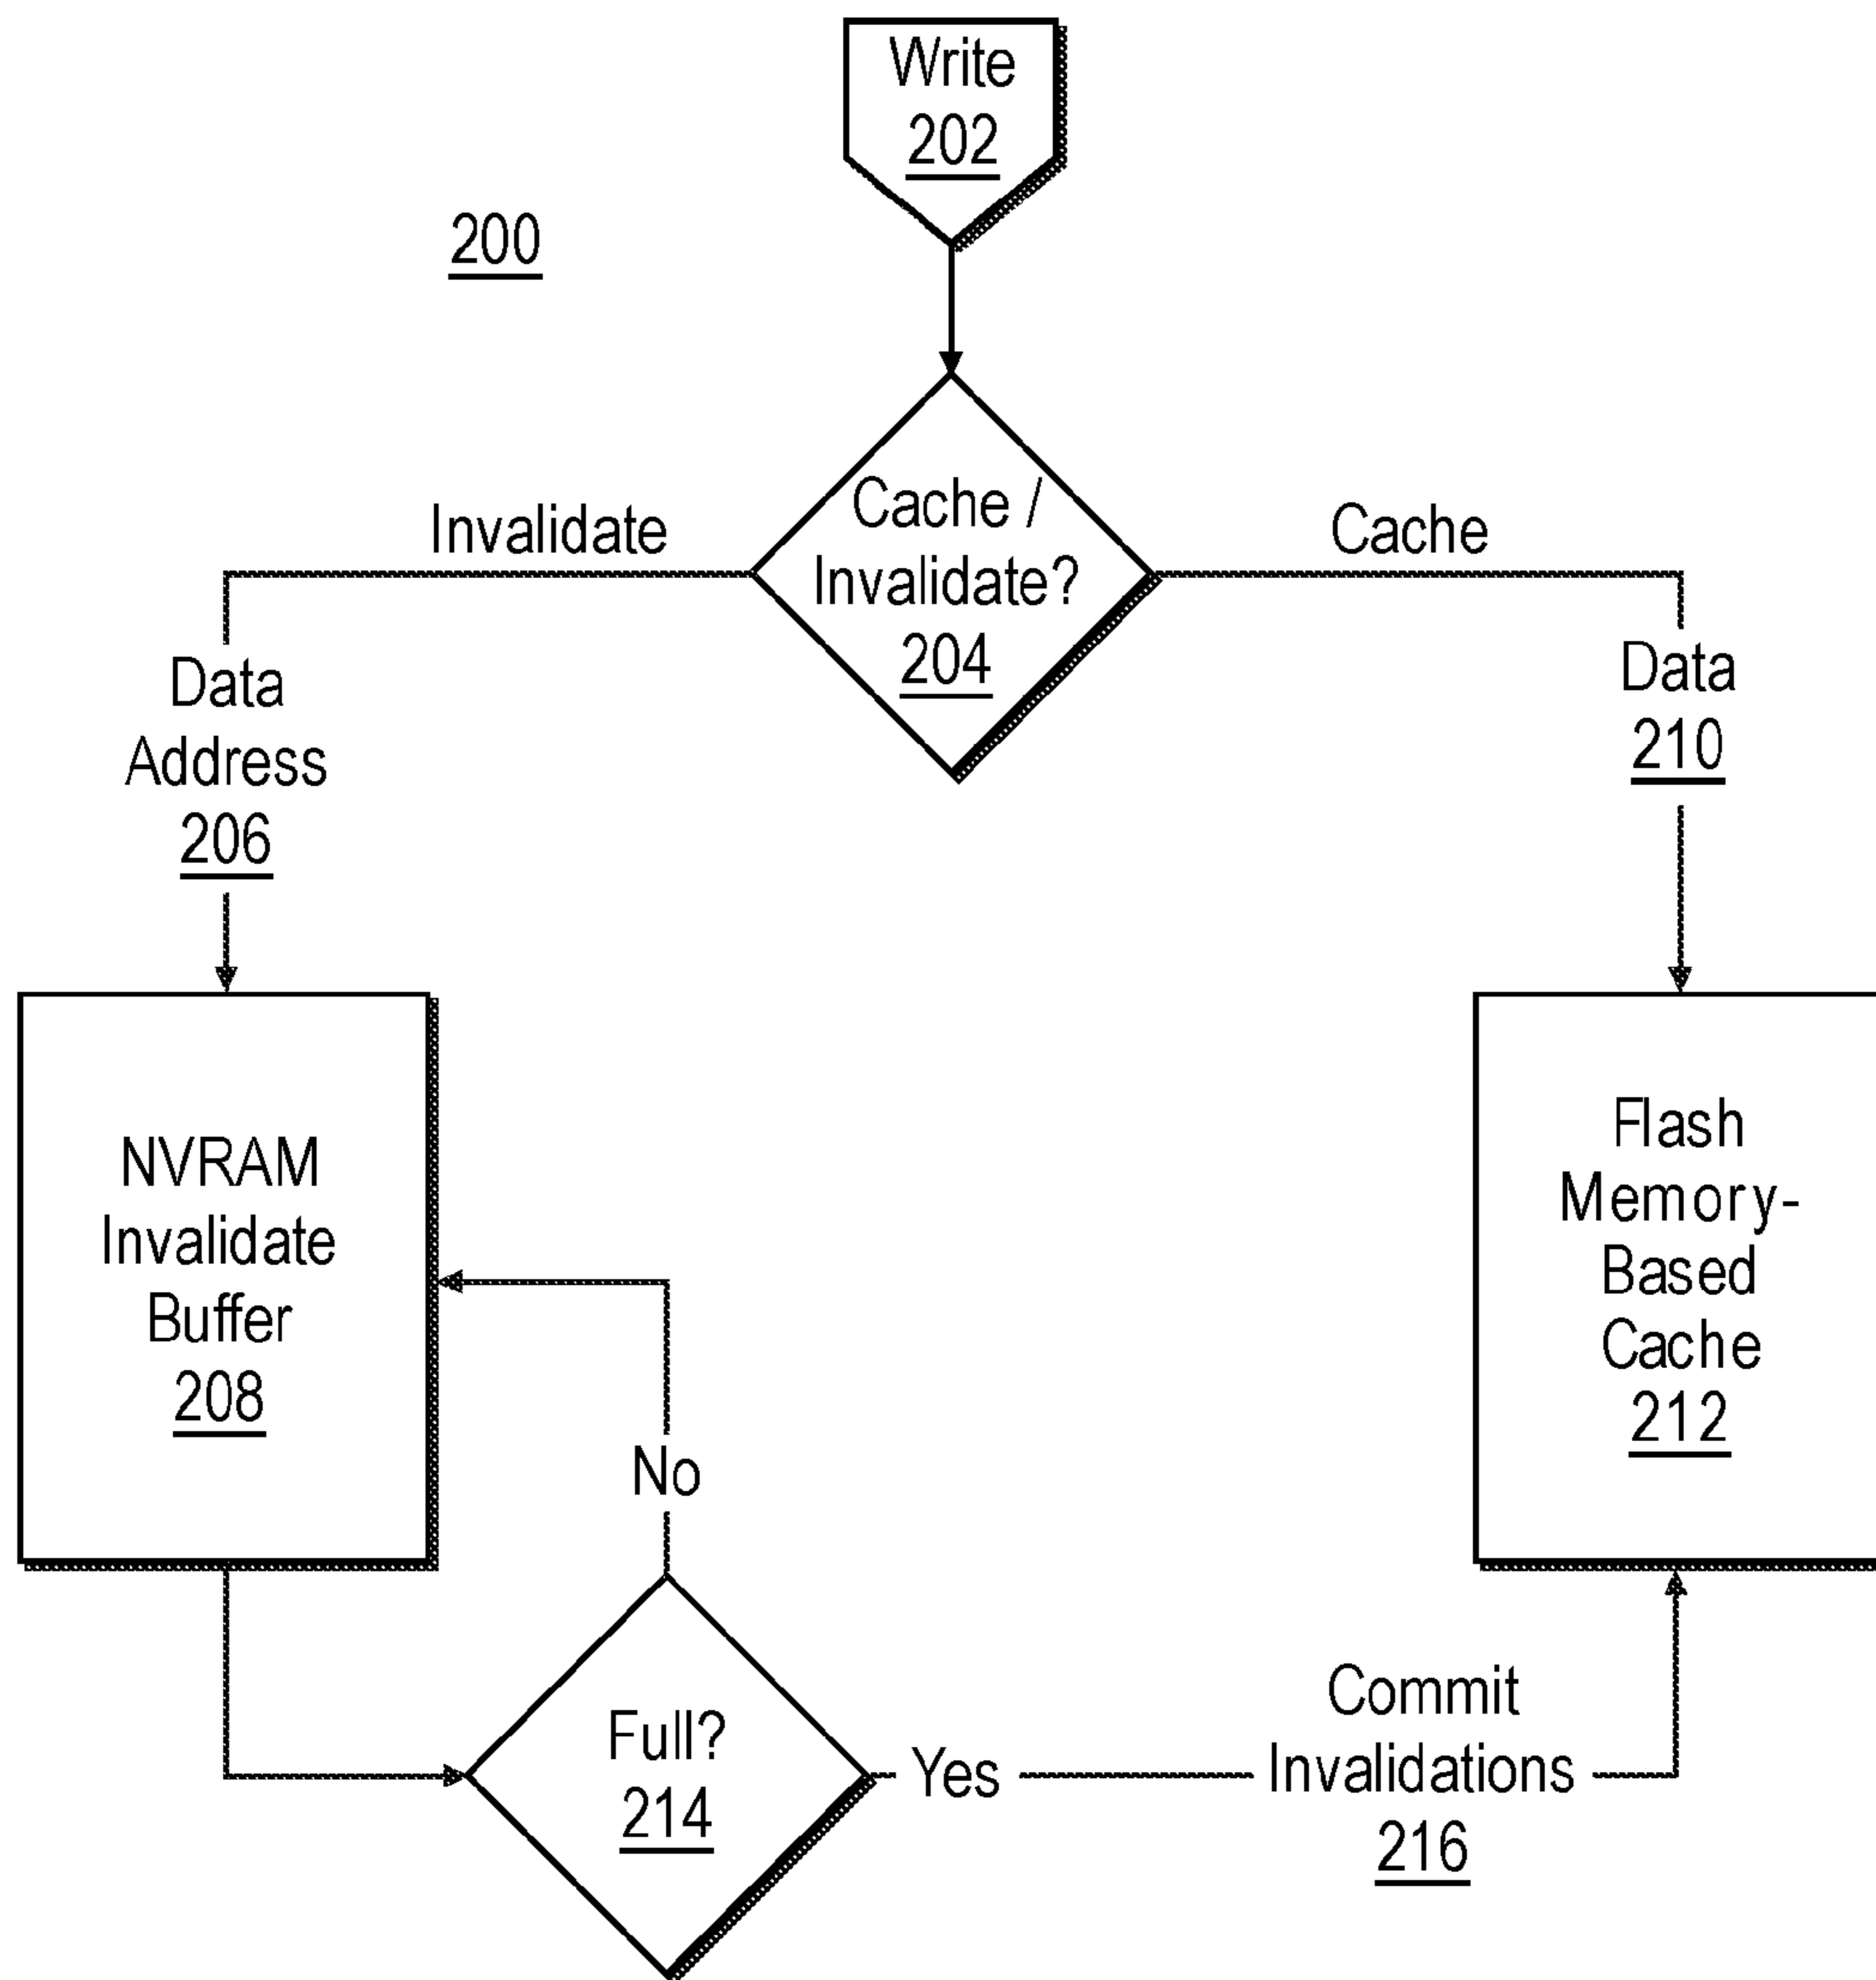 Write
202
200
Cache /
Invalidate?
204
Invalidate
Cache
Data
Address
206
Data
210
NVRAM
Invalidate
Buffer
208
Flash
Memory-
Based
Cache
212
No
Full?
214
Yes
Commit
Invalidations
216